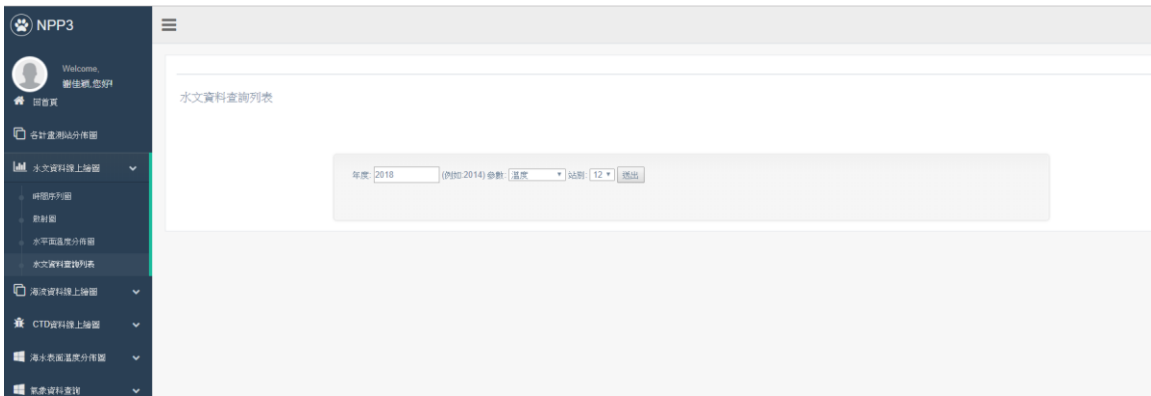 NPP3
Welcome,
謝佳穎,您好!
回首頁
各計畫測站分佈圖
水文資料線上繪圖
時間序列圖
散射圖
水平面溫度分佈圖
水文資料查詢列表
海流資料線上繪圖
CTD資料線上繪圖
海水表面溫度分佈圖
氣象資料查詢
水文資料查詢列表
年度: 2018 (例如:2014) 參數: 溫度 站別: 12 送出